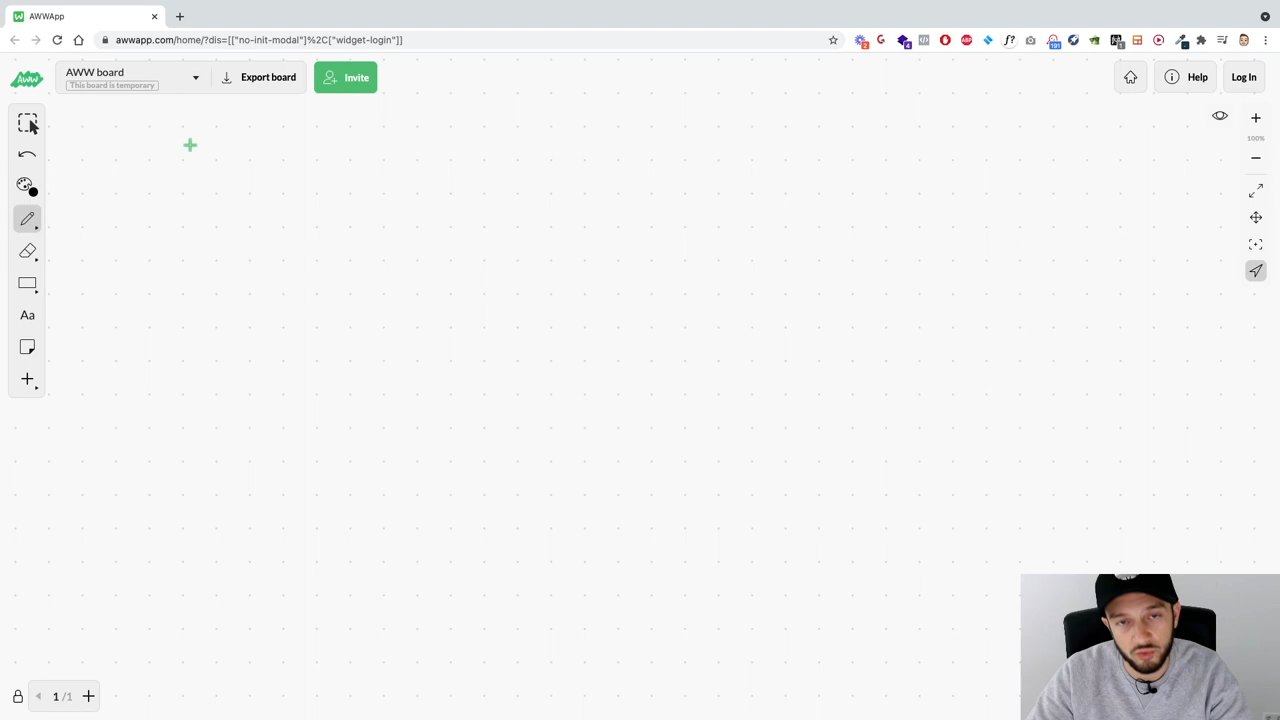 AWWApp
awwapp.com/home/?dis=[["no-init-modal"]%2C["widget-login"]]
AWW board
This board is temporary
Export board
Invite
Help
Log In
100%
Aa
1 /1